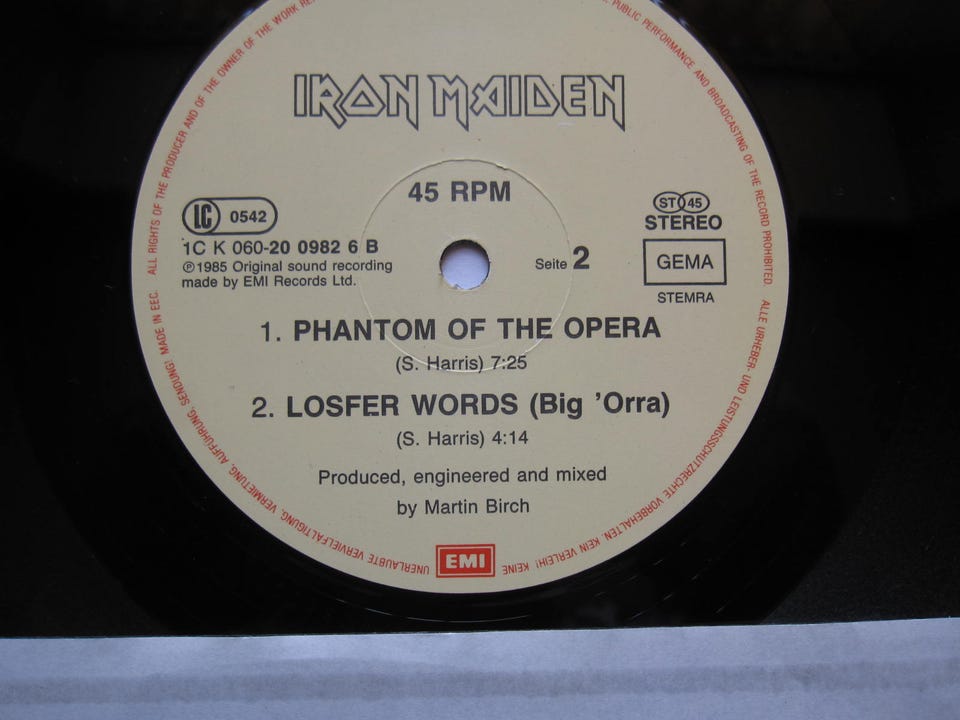 IRON MAIDEN
45 RPM
LC 0542
ST 45
STEREO
1C K 060-20 0982 6 B
℗1985 Original sound recording
made by EMI Records Ltd.
Seite 2
GEMA
STEMRA
1. PHANTOM OF THE OPERA
(S. Harris) 7:25
2. LOSFER WORDS (Big 'Orra)
(S. Harris) 4:14
Produced, engineered and mixed
by Martin Birch
EMI
ALL RIGHTS OF THE PRODUCER AND OF THE OWNER OF THE WORK
PUBLIC PERFORMANCE AND BROADCASTING OF THE RECORD PROHIBITED.
ALLE URHEBER- UND LEISTUNGSSCHUTZRECHTE VORBEHALTEN. KEIN VERLEIH! KEINE
UNERLAUBTE VERVIELFÄLTIGUNG, VERMIETUNG, AUFFÜHRUNG, SENDUNG! MADE IN EEC.